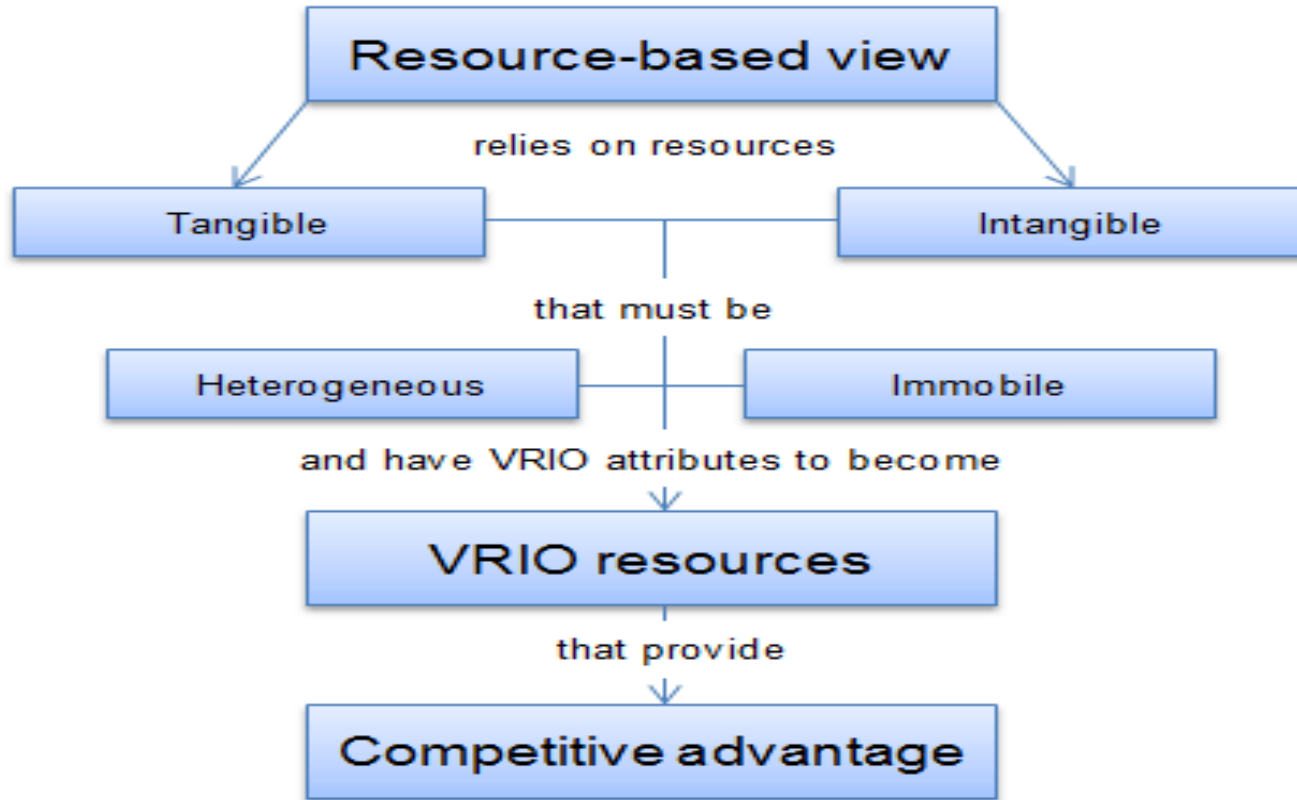 Resource-based view
relies on resources
Tangible
Intangible
that must be
Heterogeneous
Immobile
and have VRIO attributes to become
VRIO resources
that provide
Competitive advantage